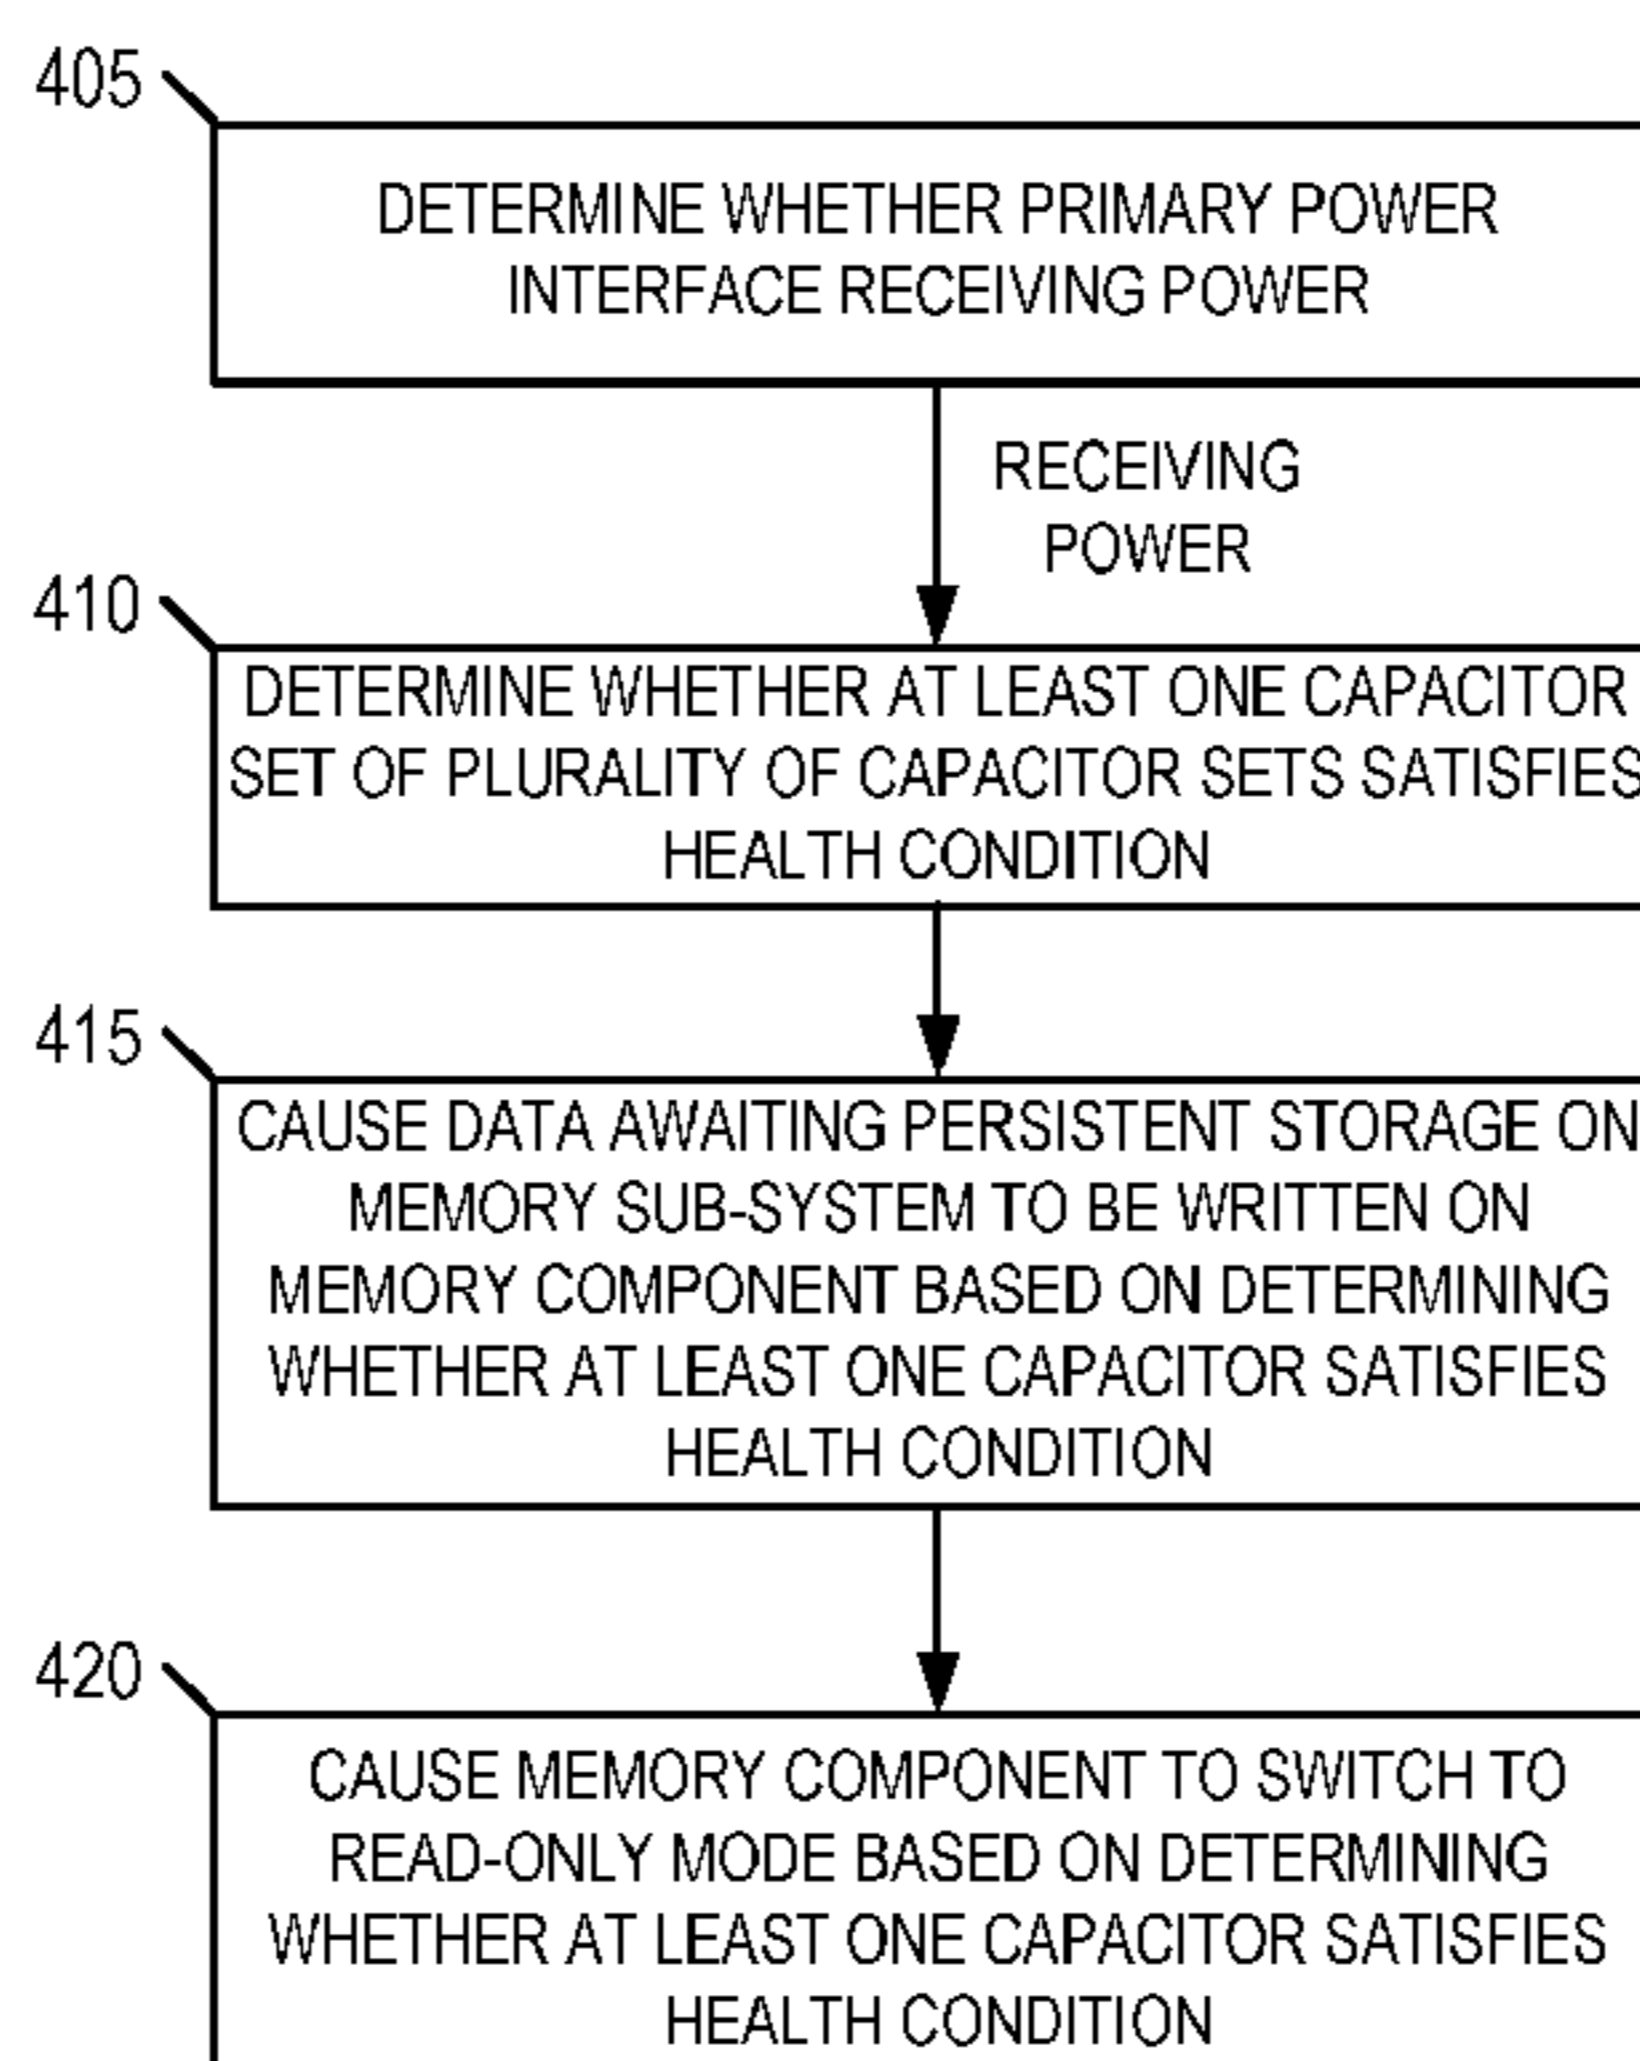 405
DETERMINE WHETHER PRIMARY POWER
INTERFACE RECEIVING POWER
RECEIVING
POWER
410
DETERMINE WHETHER AT LEAST ONE CAPACITOR
SET OF PLURALITY OF CAPACITOR SETS SATISFIES
HEALTH CONDITION
415
CAUSE DATA AWAITING PERSISTENT STORAGE ON
MEMORY SUB-SYSTEM TO BE WRITTEN ON
MEMORY COMPONENT BASED ON DETERMINING
WHETHER AT LEAST ONE CAPACITOR SATISFIES
HEALTH CONDITION
420
CAUSE MEMORY COMPONENT TO SWITCH TO
READ-ONLY MODE BASED ON DETERMINING
WHETHER AT LEAST ONE CAPACITOR SATISFIES
HEALTH CONDITION